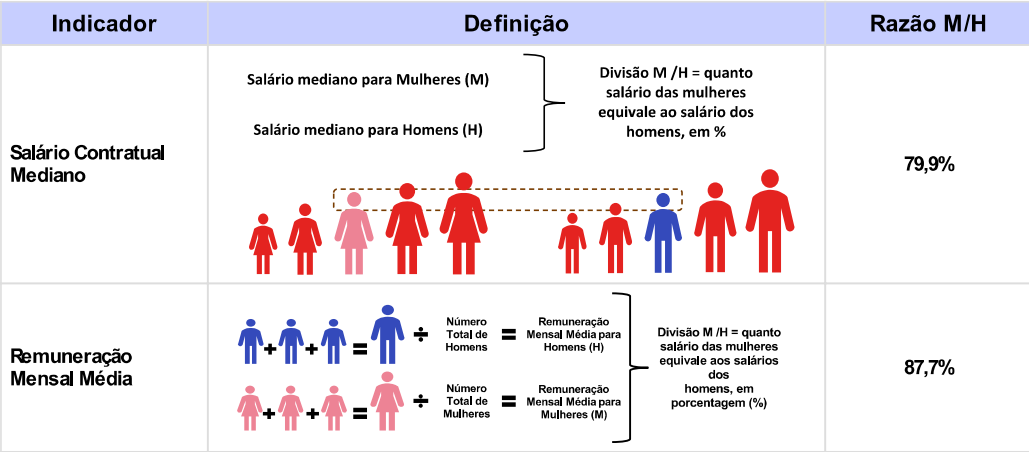 Indicador
Definição
Razão M/H
Salário Contratual
Mediano
Salário mediano para Mulheres (M)
Salário mediano para Homens (H)
Divisão M /H = quanto
salário das mulheres
equivale ao salário dos
homens, em %
79,9%
Remuneração
Mensal Média
÷
Número
Total de
Homens
=
Remuneração
Mensal Média para
Homens (H)
+ + =
÷
Número
Total de
Mulheres
=
Remuneração
Mensal Média para
Mulheres (M)
+ + =
Divisão M /H = quanto
salário das mulheres
equivale aos salários
dos
homens, em
porcentagem (%)
87,7%